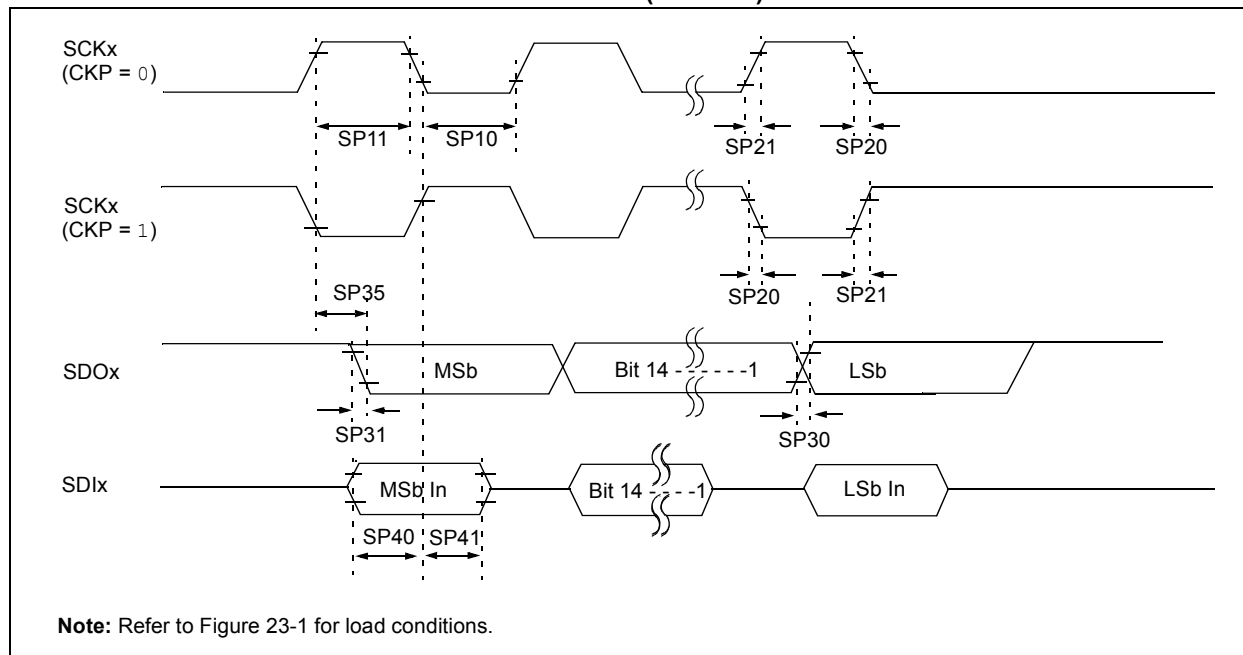 SCKx
(CKP = 0)
SP11
SP10
SP21
SP20
SCKx
(CKP = 1)
SP35
SP20
SP21
SDOx
MSb
Bit 14 - - - - - -1
LSb
SP31
SP30
SDIx
MSb In
Bit 14 - - - - -1
LSb In
SP40
SP41
Note: Refer to Figure 23-1 for load conditions.